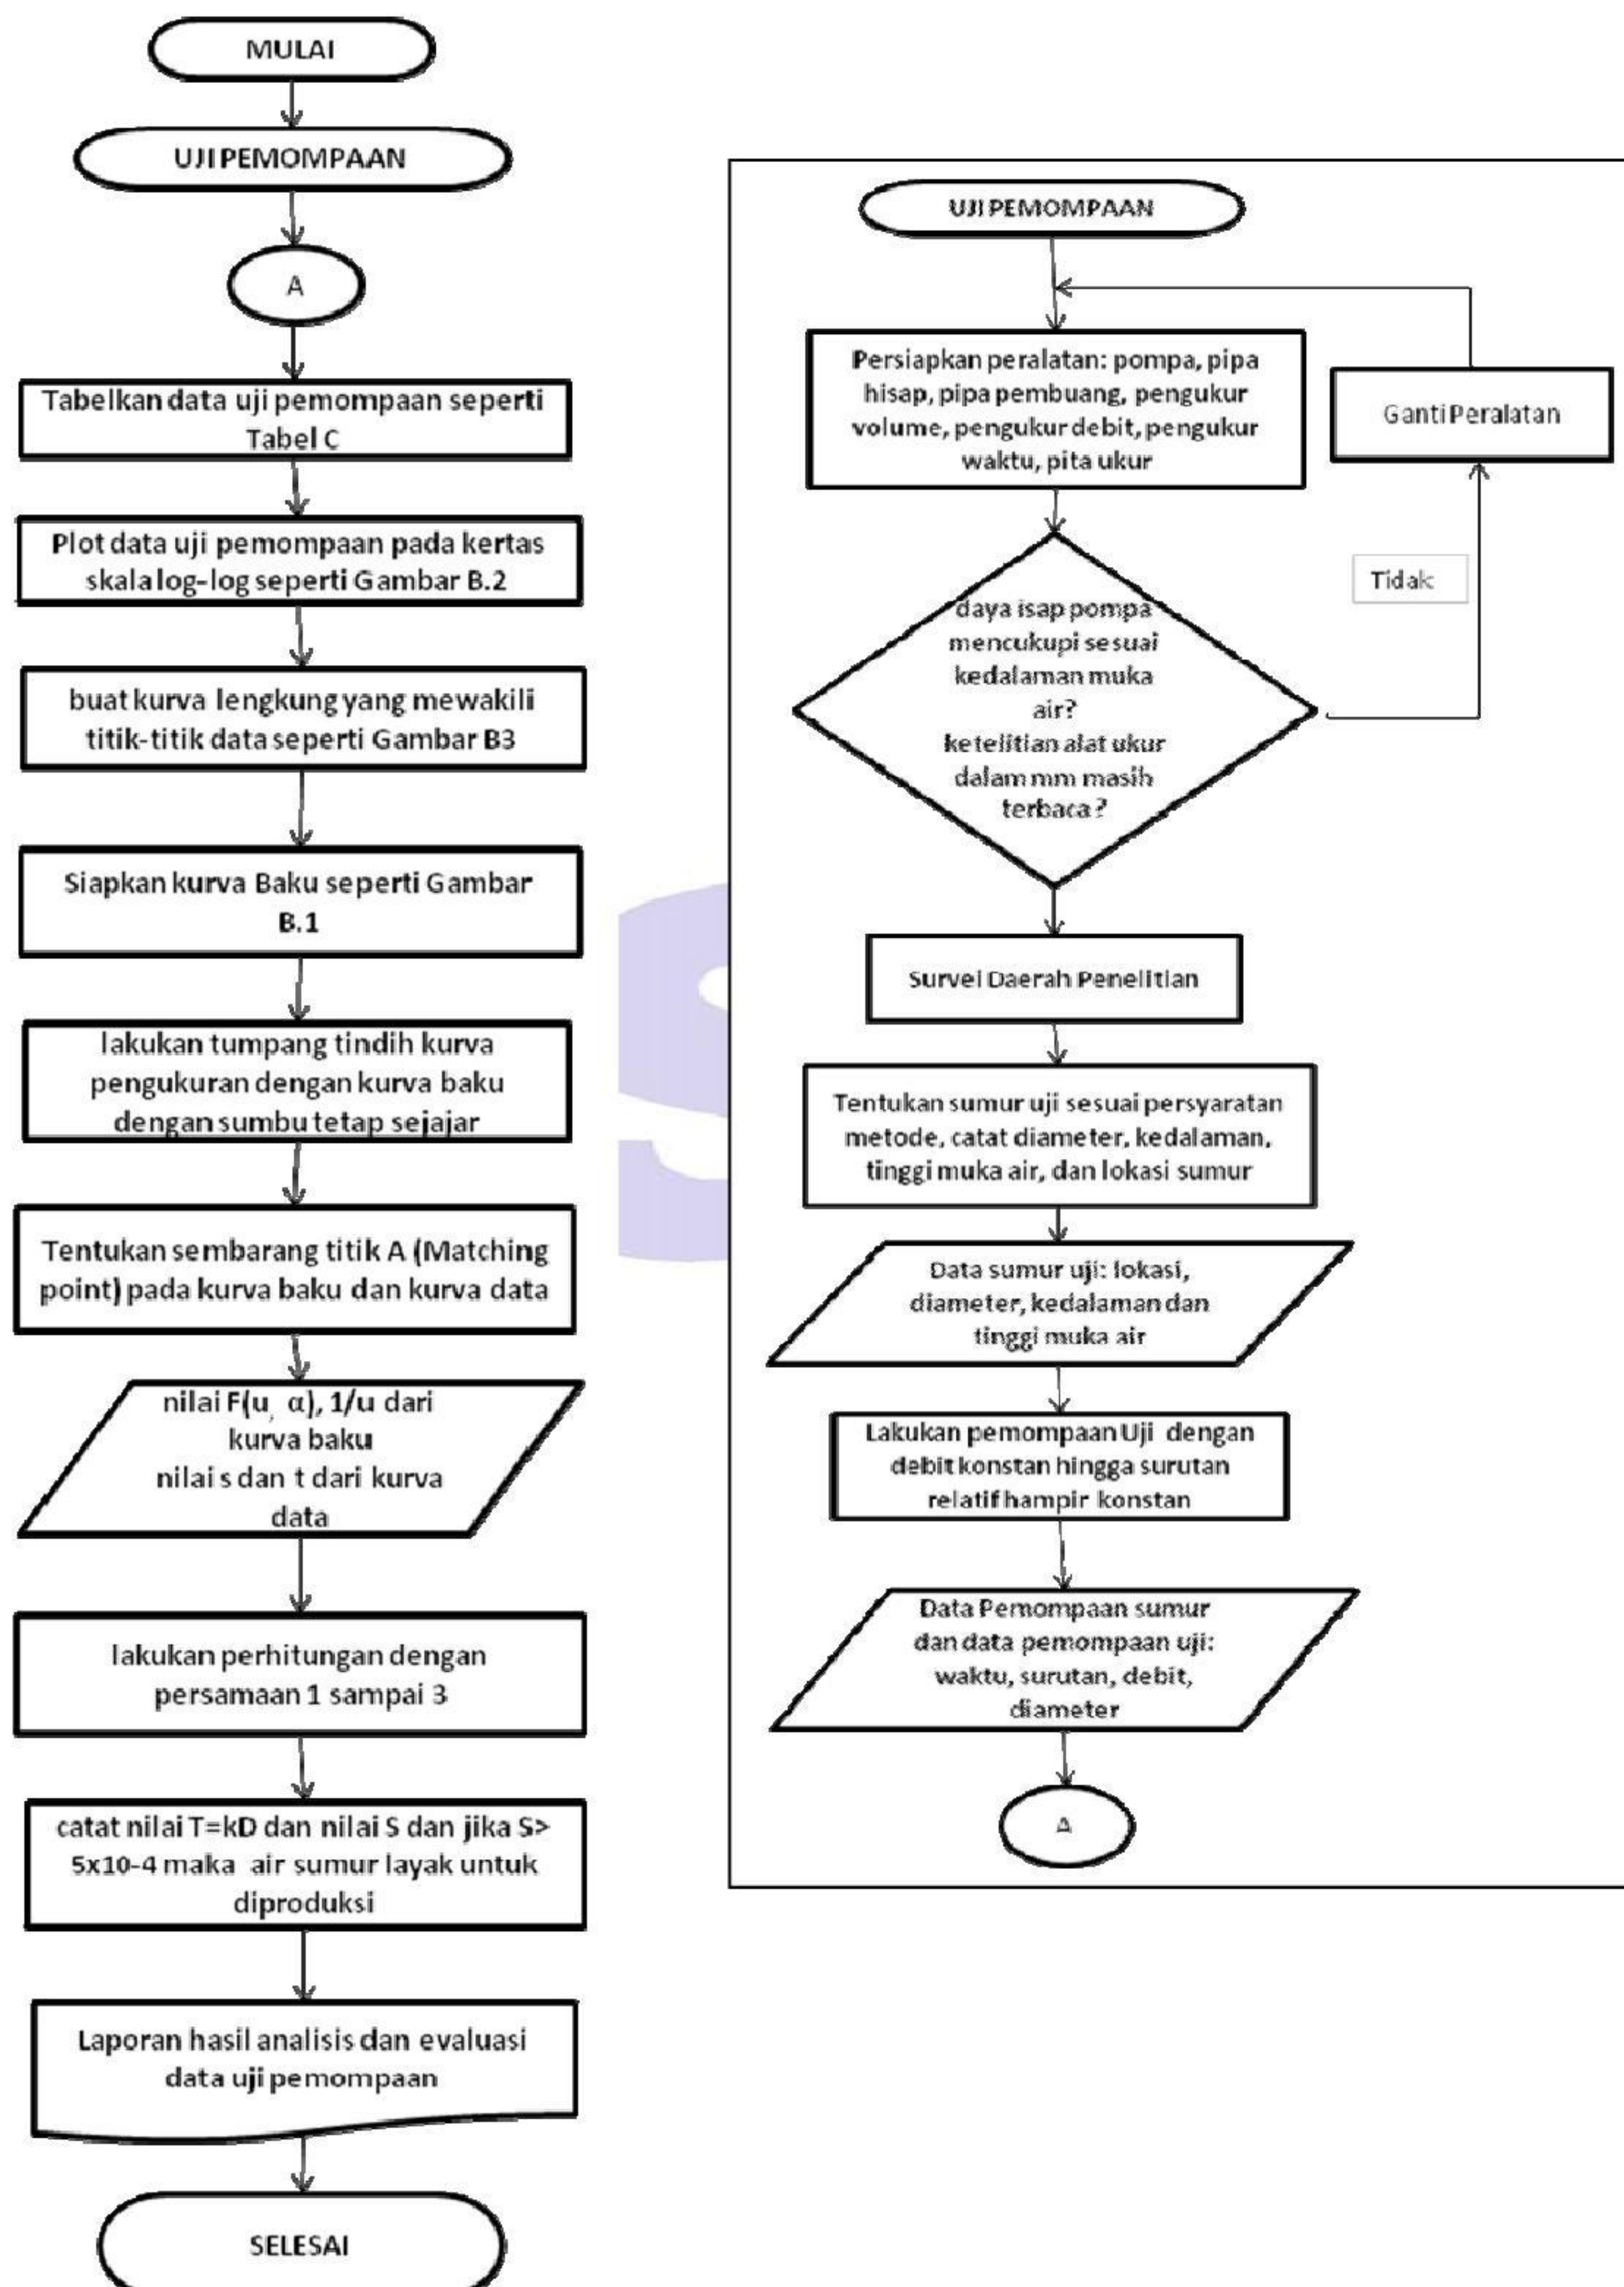 MULAI
UJI PEMOMPAAN
A
Tabelkan data uji pemompaan seperti
Tabel C
Plot data uji pemompaan pada kertas
skala log-log seperti Gambar B.2
buat kurva lengkung yang mewakili
titik-titik data seperti Gambar B3
Siapkan kurva Baku seperti Gambar
B.1
lakukan tumpang tindih kurva
pengukuran dengan kurva baku
dengan sumbu tetap sejajar
Tentukan sembarang titik A (Matching
point) pada kurva baku dan kurva data
nilai F(u, α), 1/u dari
kurva baku
nilai s dan t dari kurva
data
lakukan perhitungan dengan
persamaan 1 sampai 3
catat nilai T=kD dan nilai S dan jika S>
5x10-4 maka air sumur layak untuk
diproduksi
Laporan hasil analisis dan evaluasi
data uji pemompaan
SELESAI
UJI PEMOMPAAN
Persiapkan peralatan: pompa, pipa
hisap, pipa pembuang, pengukur
volume, pengukur debit, pengukur
waktu, pita ukur
Ganti Peralatan
Tidak
daya isap pompa
mencukupi sesuai
kedalaman muka
air?
ketelitian alat ukur
dalam mm masih
terbaca?
Survei Daerah Penelitian
Tentukan sumur uji sesuai persyaratan
metode, catat diameter, kedalaman,
tinggi muka air, dan lokasi sumur
Data sumur uji: lokasi,
diameter, kedalaman dan
tinggi muka air
Lakukan pemompaan Uji dengan
debit konstan hingga surutan
relatif hampir konstan
Data Pemompaan sumur
dan data pemompaan uji:
waktu, surutan, debit,
diameter
A
S